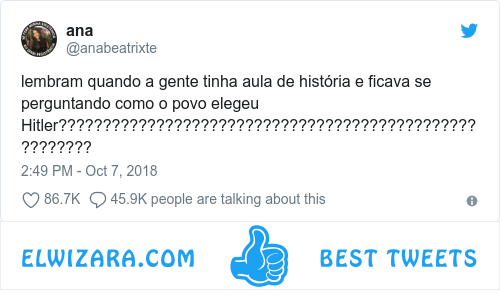 ana
@anabeatrixte
lembram quando a gente tinha aula de história e ficava se
perguntando como o povo elegeu
Hitler???????????????????????????????????????????????
????????
2:49 PM - Oct 7, 2018
86.7K 45.9K people are talking about this
ELWIZARA.COM BEST TWEETS